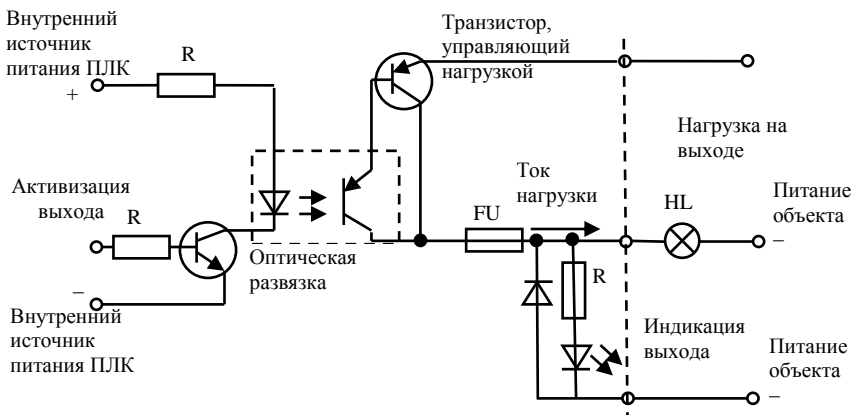 Внутренний
источник
питания ПЛК
+
R
Транзистор,
управляющий
нагрузкой
Нагрузка на
выходе
Активизация
выхода
R
Ток
нагрузки
FU
HL
Питание
объекта
–
Оптическая
развязка
–
Внутренний
источник
питания ПЛК
R
Индикация
выхода
Питание
объекта
–